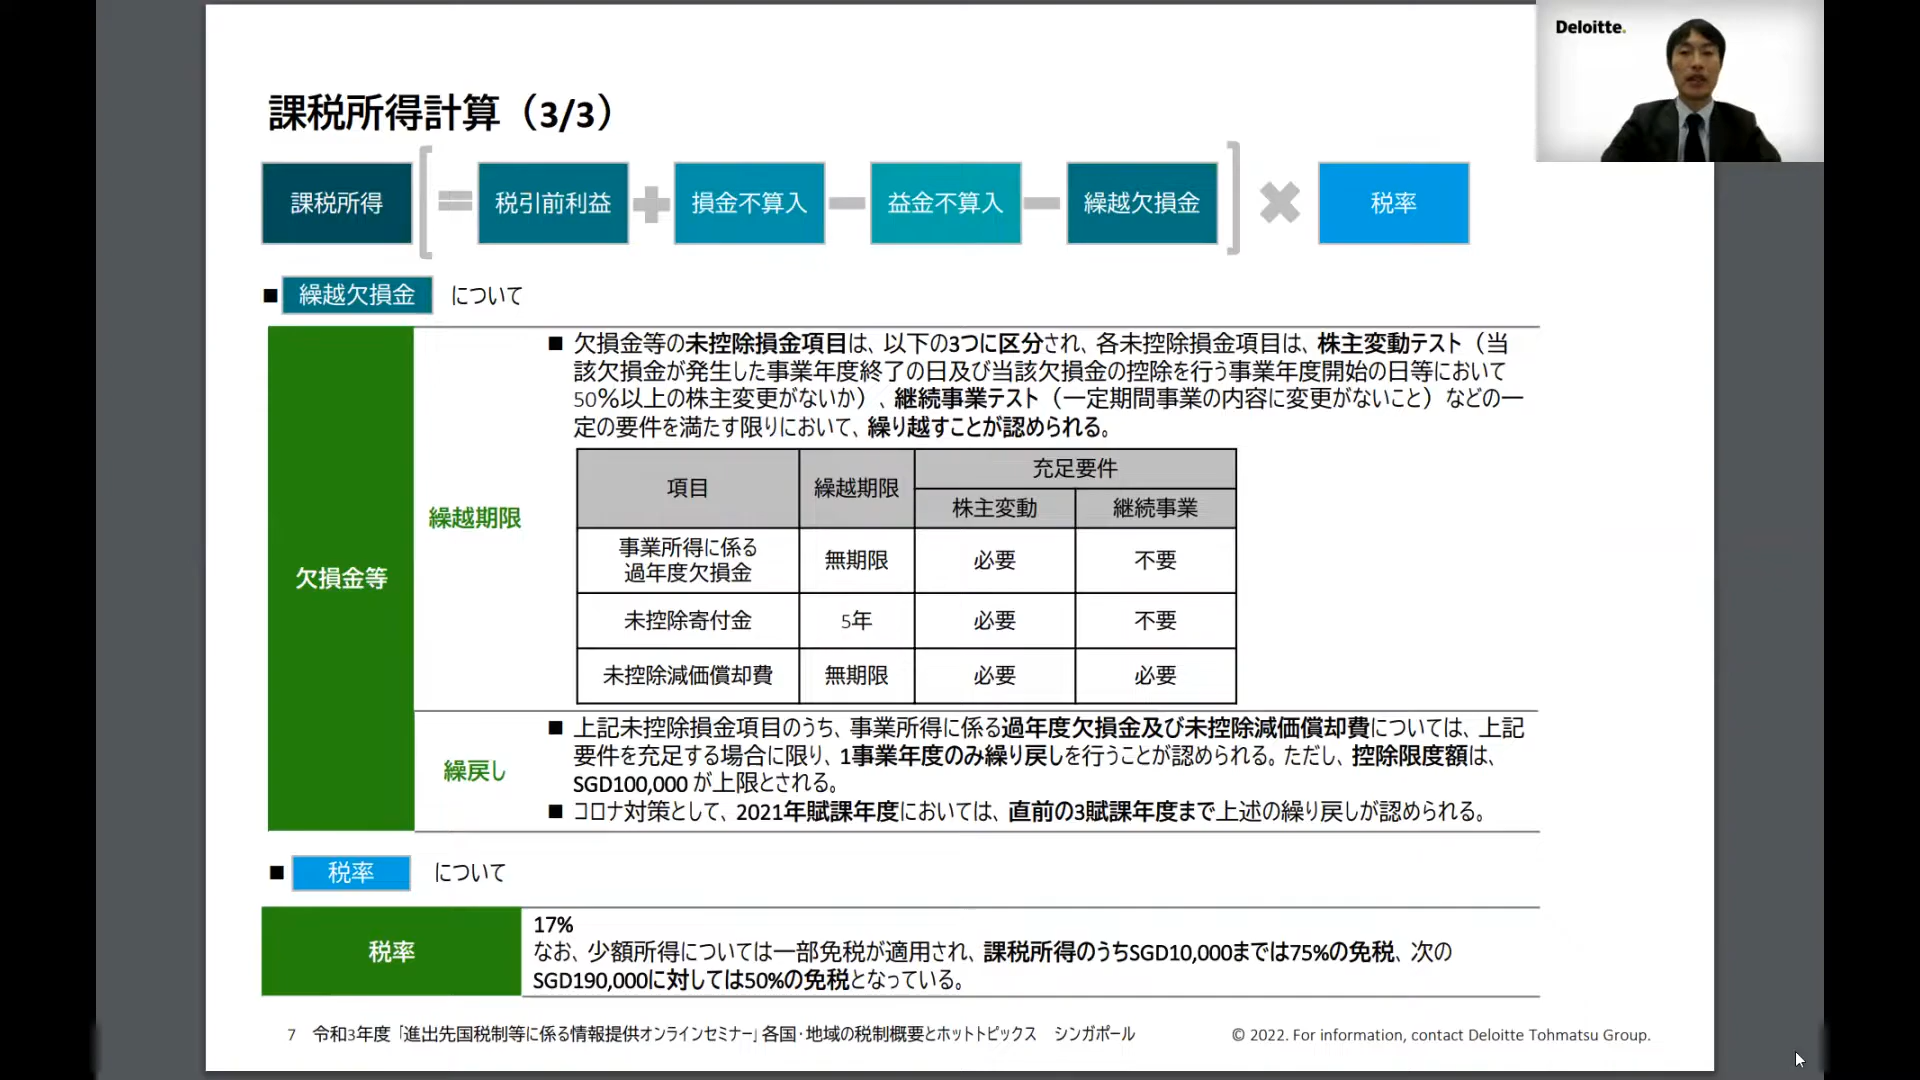 Deloitte.
課税所得計算（3/3）
課税所得 [ = 税引前利益 + 損金不算入 − 益金不算入 − 繰越欠損金 ] × 税率
■ 繰越欠損金 について
欠損金等
繰越期限
■ 欠損金等の未控除損金項目は、以下の3つに区分され、各未控除損金項目は、株主変動テスト（当
該欠損金が発生した事業年度終了の日及び当該欠損金の控除を行う事業年度開始の日等において
50％以上の株主変更がないか）、継続事業テスト（一定期間事業の内容に変更がないこと）などの一
定の要件を満たす限りにおいて、繰り越すことが認められる。
項目 繰越期限 充足要件
株主変動 継続事業
事業所得に係る
過年度欠損金 無期限 必要 不要
未控除寄付金 5年 必要 不要
未控除減価償却費 無期限 必要 必要
繰戻し
■ 上記未控除損金項目のうち、事業所得に係る過年度欠損金及び未控除減価償却費については、上記
要件を充足する場合に限り、1事業年度のみ繰り戻しを行うことが認められる。ただし、控除限度額は、
SGD100,000 が上限とされる。
■ コロナ対策として、2021年賦課年度においては、直前の3賦課年度まで上述の繰り戻しが認められる。
■ 税率 について
税率
17%
なお、少額所得については一部免税が適用され、課税所得のうちSGD10,000までは75%の免税、次の
SGD190,000に対しては50%の免税となっている。
7 令和3年度「進出先国税制等に係る情報提供オンラインセミナー」各国・地域の税制概要とホットトピックス シンガポール
© 2022. For information, contact Deloitte Tohmatsu Group.